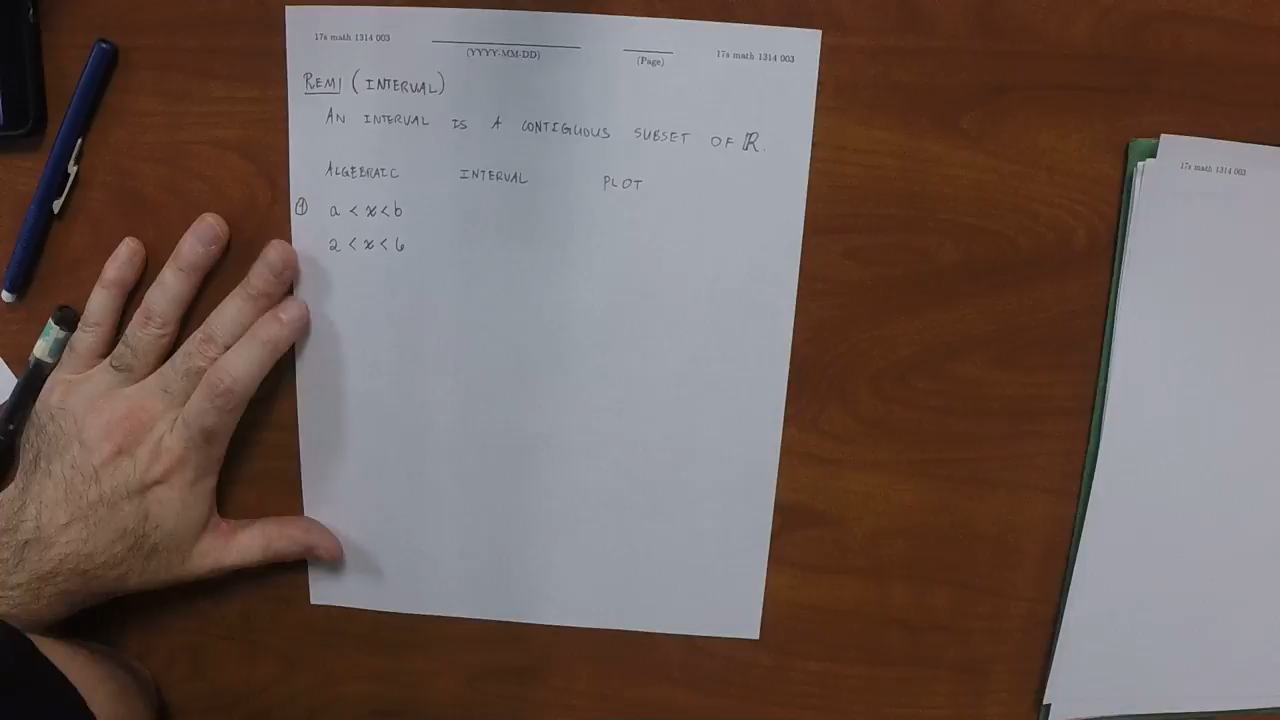 17s math 1314 003 (YYYY-MM-DD) (Page) 17s math 1314 003
REM1 (INTERVAL)
AN INTERVAL IS A CONTIGUOUS SUBSET OF ℝ.
ALGEBRAIC INTERVAL PLOT
① a < x < b
2 < x < 6
17s math 1314 003